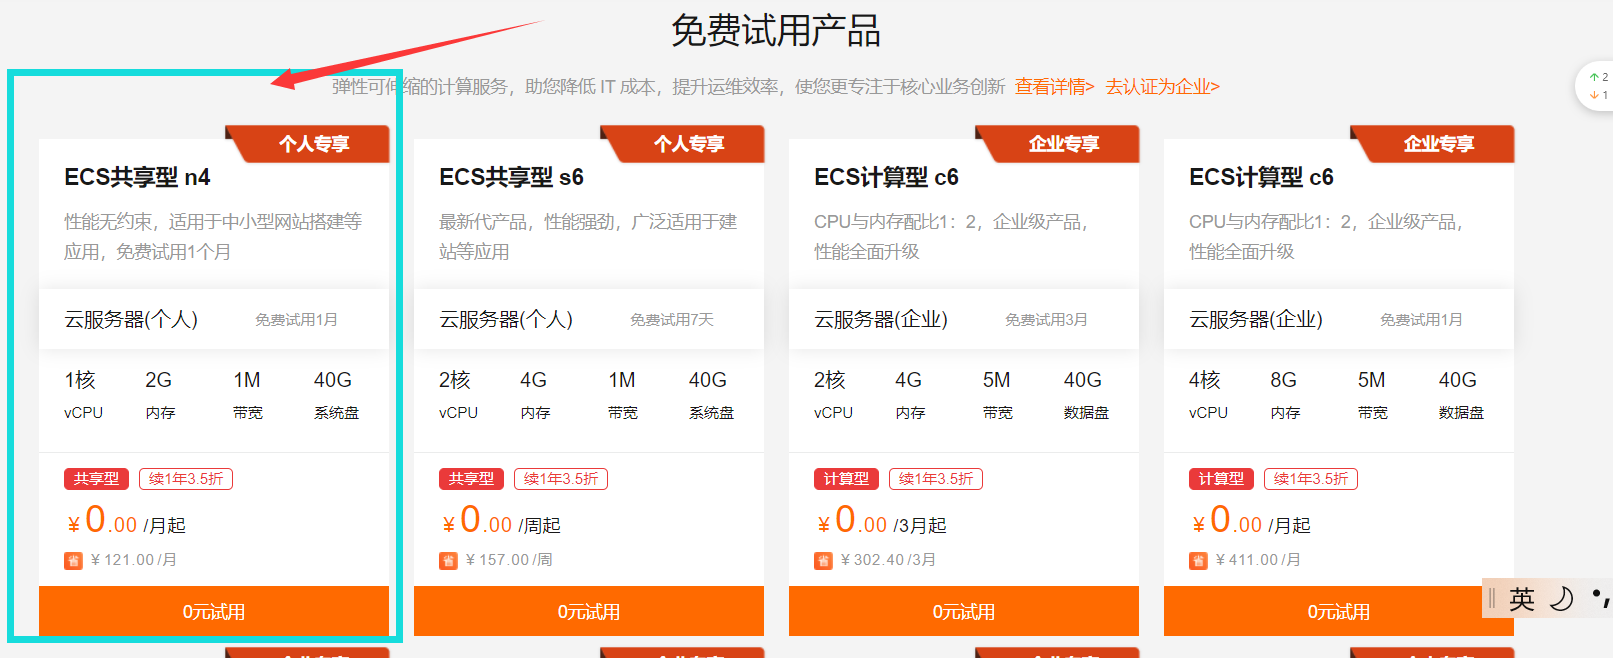 免费试用产品
弹性可伸缩的计算服务，助您降低 IT 成本，提升运维效率，使您更专注于核心业务创新 查看详情> 去认证为企业>
2
1
个人专享
ECS共享型 n4
性能无约束，适用于中小型网站搭建等
应用，免费试用1个月
云服务器(个人) 免费试用1月
1核 2G 1M 40G
vCPU 内存 带宽 系统盘
共享型 续1年3.5折
¥ 0.00 /月起
省 ¥ 121.00 /月
0元试用
个人专享
ECS共享型 s6
最新代产品，性能强劲，广泛适用于建
站等应用
云服务器(个人) 免费试用7天
2核 4G 1M 40G
vCPU 内存 带宽 系统盘
共享型 续1年3.5折
¥ 0.00 /周起
省 ¥ 157.00 /周
0元试用
企业专享
ECS计算型 c6
CPU与内存配比1：2，企业级产品，
性能全面升级
云服务器(企业) 免费试用3月
2核 4G 5M 40G
vCPU 内存 带宽 数据盘
计算型 续1年3.5折
¥ 0.00 /3月起
省 ¥ 302.40 /3月
0元试用
企业专享
ECS计算型 c6
CPU与内存配比1：2，企业级产品，
性能全面升级
云服务器(企业) 免费试用1月
4核 8G 5M 40G
vCPU 内存 带宽 数据盘
计算型 续1年3.5折
¥ 0.00 /月起
省 ¥ 411.00 /月
0元试用
英